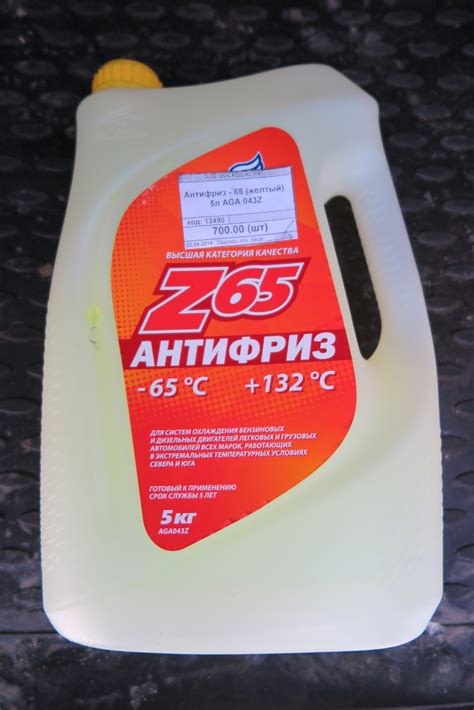 Антифриз - 65 (желтый)
5л AGA 043Z
код: 12490
700.00 (шт)
ВЫСШАЯ КАТЕГОРИЯ КАЧЕСТВА
Z65
АНТИФРИЗ
-65 °C +132 °C
ДЛЯ СИСТЕМ ОХЛАЖДЕНИЯ БЕНЗИНОВЫХ
И ДИЗЕЛЬНЫХ ДВИГАТЕЛЕЙ ЛЕГКОВЫХ И ГРУЗОВЫХ
АВТОМОБИЛЕЙ ВСЕХ МАРОК, РАБОТАЮЩИХ
В ЭКСТРЕМАЛЬНЫХ ТЕМПЕРАТУРНЫХ УСЛОВИЯХ
СЕВЕРА И ЮГА
ГОТОВЫЙ К ПРИМЕНЕНИЮ
СРОК СЛУЖБЫ 5 ЛЕТ
5 кг
AGA043Z